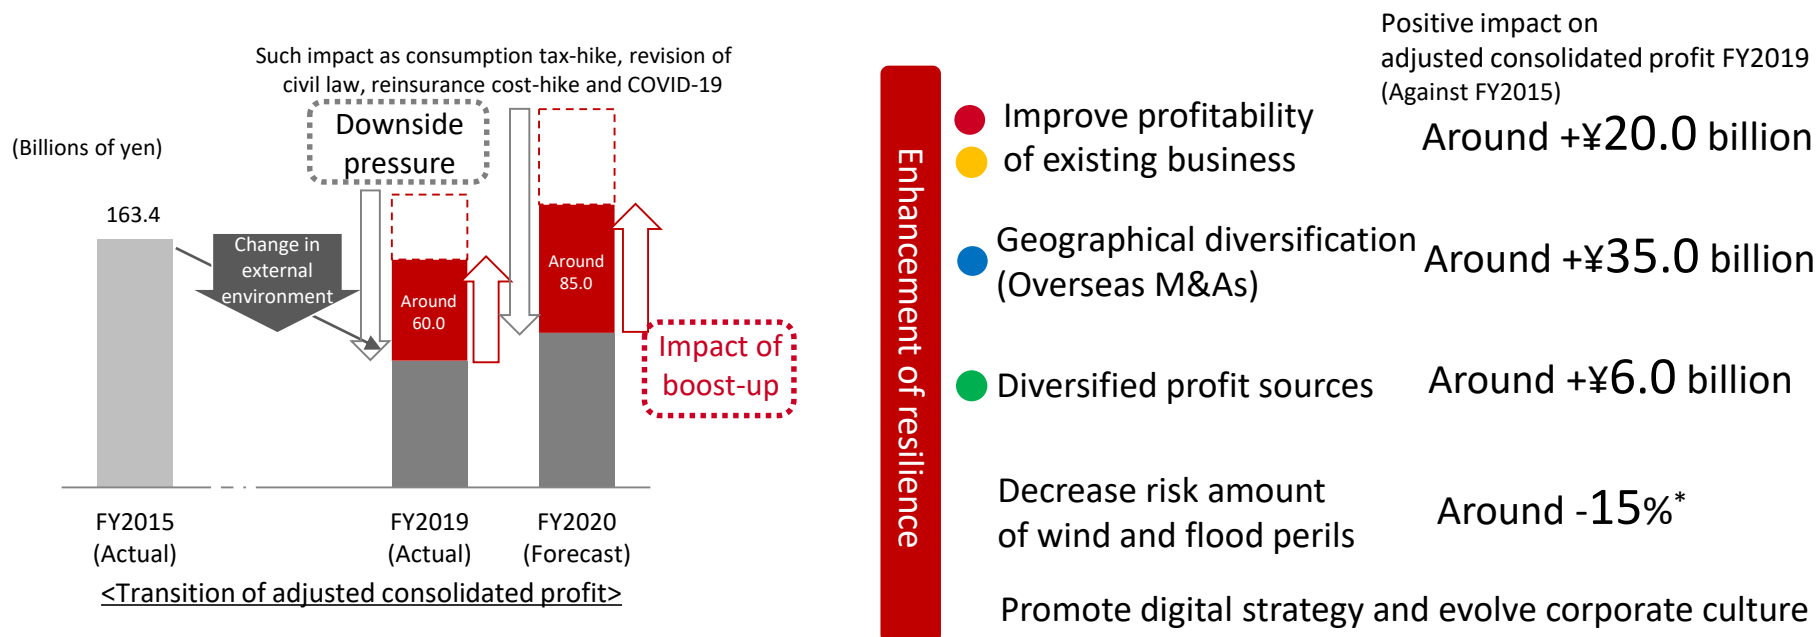 Such impact as consumption tax-hike, revision of
civil law, reinsurance cost-hike and COVID-19
Downside
pressure
(Billions of yen)
163.4
Change in
external
environment
Around
60.0
Around
85.0
Impact of
boost-up
FY2015
(Actual)
FY2019
(Actual)
FY2020
(Forecast)
<Transition of adjusted consolidated profit>
Enhancement of resilience
Positive impact on
adjusted consolidated profit FY2019
(Against FY2015)
Improve profitability
of existing business
Around +¥20.0 billion
Geographical diversification
(Overseas M&As)
Around +¥35.0 billion
Diversified profit sources
Around +¥6.0 billion
Decrease risk amount
of wind and flood perils
Around -15%*
Promote digital strategy and evolve corporate culture